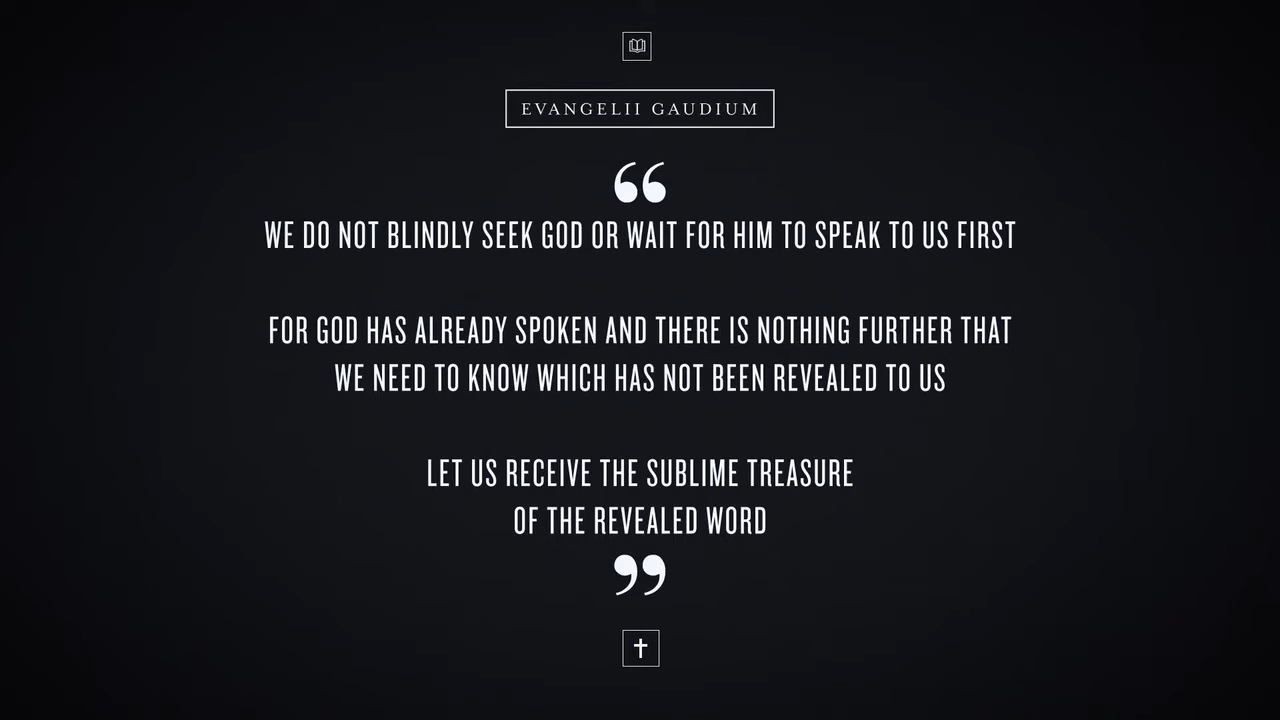 EVANGELII GAUDIUM
“
WE DO NOT BLINDLY SEEK GOD OR WAIT FOR HIM TO SPEAK TO US FIRST
FOR GOD HAS ALREADY SPOKEN AND THERE IS NOTHING FURTHER THAT
WE NEED TO KNOW WHICH HAS NOT BEEN REVEALED TO US
LET US RECEIVE THE SUBLIME TREASURE
OF THE REVEALED WORD
”